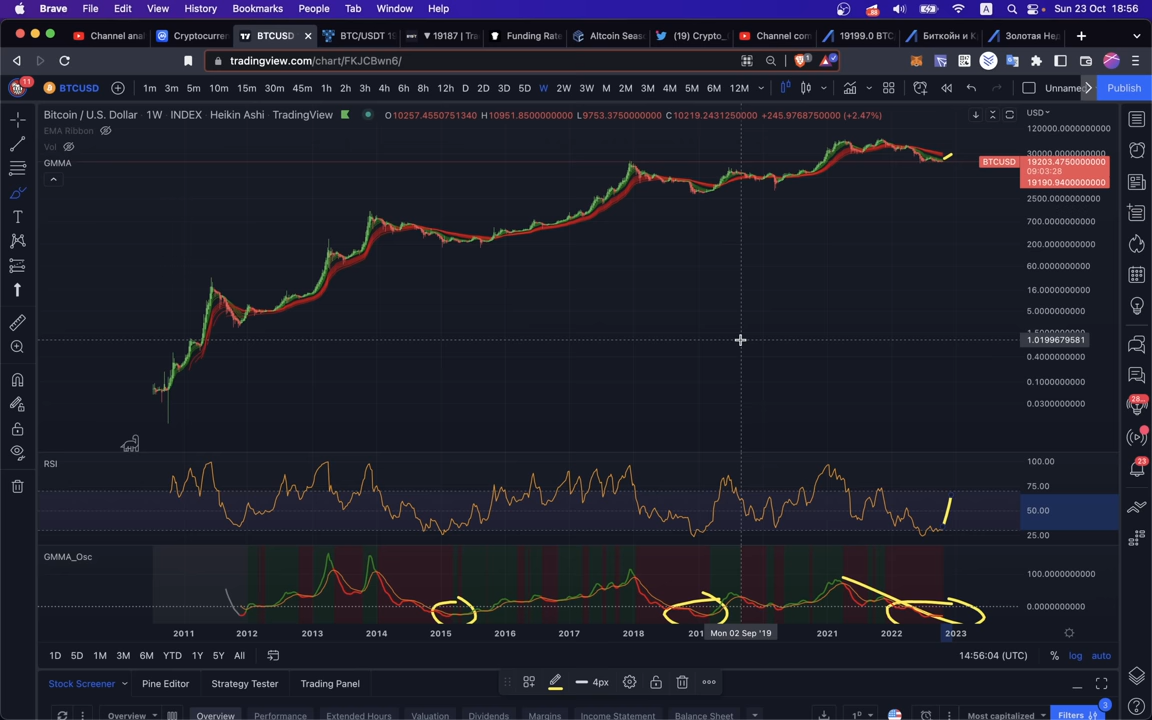 Brave File Edit View History Bookmarks People Tab Window Help A Sun 23 Oct 18:56
Channel anal Cryptocurren BTCUSD BTC/USDT 15 19187 | Tra Funding Rate Altcoin Seas (19) Crypto_ Channel com 19199.0 BTC Биткойн и К Золотая Нед
tradingview.com/chart/FKJCBwn6/
11 BTCUSD 1m 3m 5m 10m 15m 30m 45m 1h 2h 3h 4h 6h 8h 12h D 2D 3D 5D W 2W 3W M 2M 3M 4M 5M 6M 12M Unname Publish
Bitcoin / U.S. Dollar · 1W · INDEX · Heikin Ashi · TradingView O10257.4550751340 H10951.8500000000 L9753.3750000000 C10219.2431250000 +245.9768750000 (+2.47%) USD
EMA Ribbon
Vol
GMMA
120000.0000000000
30000.0000000000
BTCUSD 19203.4750000000
09:03:28
19190.9400000000
2500.0000000000
700.0000000000
200.0000000000
60.0000000000
16.0000000000
5.0000000000
1.0199679581
0.4000000000
0.1000000000
0.0300000000
RSI 100.00
75.00
50.00
25.00
GMMA_Osc
100.0000000000
0.0000000000
2011 2012 2013 2014 2015 2016 2017 2018 Mon 02 Sep '19 2021 2022 2023
1D 5D 1M 3M 6M YTD 1Y 5Y All 14:56:04 (UTC) % log auto
Stock Screener Pine Editor Strategy Tester Trading Panel 4px
Overview Overview Performance Extended Hours Valuation Dividends Margins Income Statement Balance Sheet 1D Most capitalized Filters 3